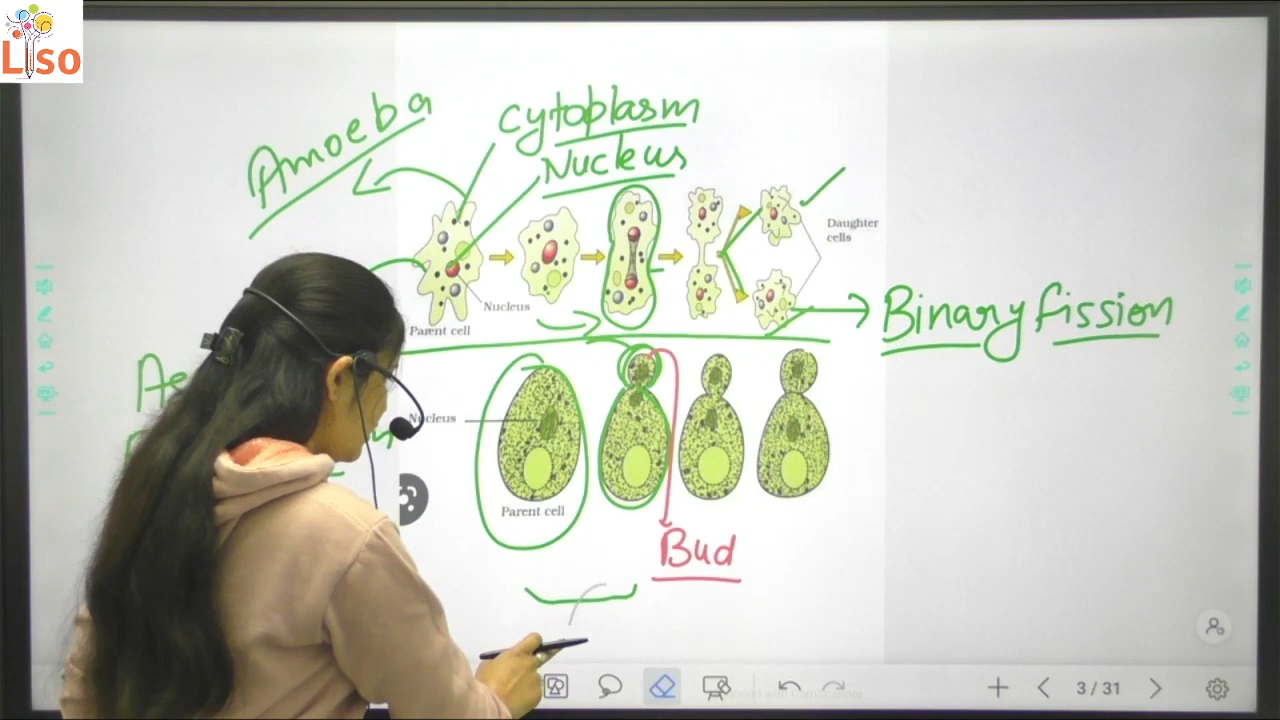 Liso
Amoeba
Cytoplasm
Nucleus
Daughter
cells
Nucleus
Parent cell
Binary fission
Nucleus
Parent cell
Bud
3 / 31